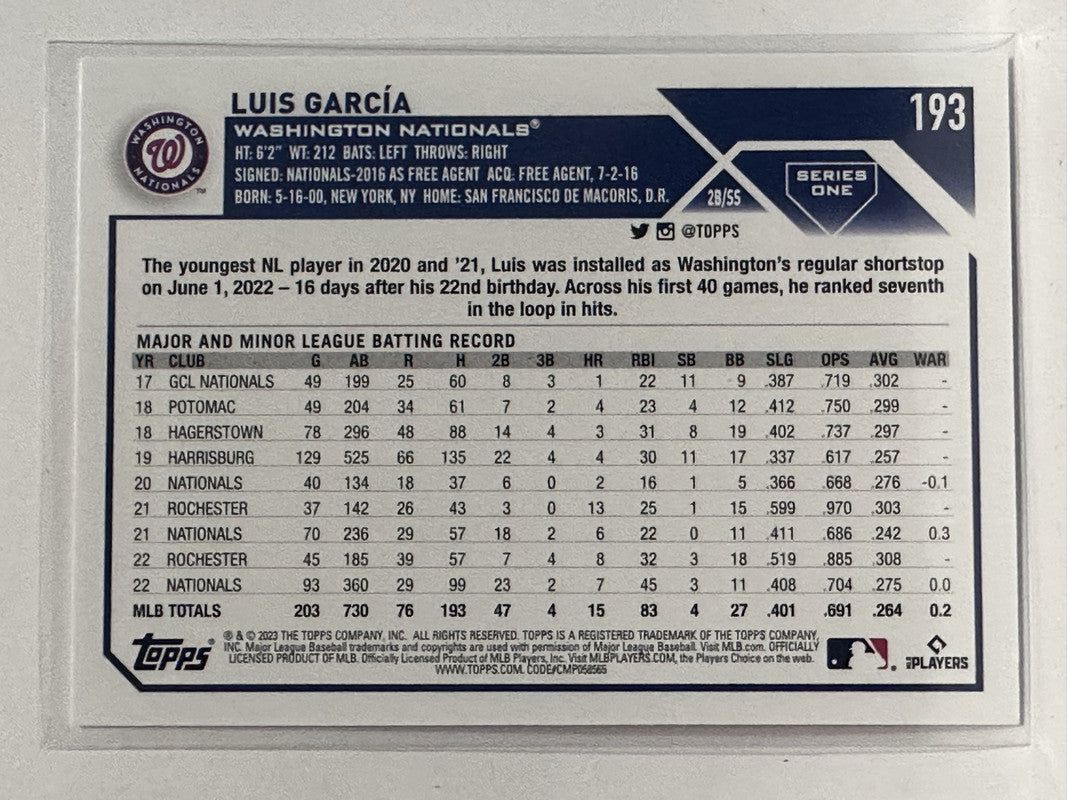 LUIS GARCÍA
193
WASHINGTON NATIONALS®
WASHINGTON W NATIONALS ™
HT: 6'2" WT: 212 BATS: LEFT THROWS: RIGHT
SIGNED: NATIONALS-2016 AS FREE AGENT ACQ: FREE AGENT, 7-2-16
BORN: 5-16-00, NEW YORK, NY HOME: SAN FRANCISCO DE MACORIS, D.R.
SERIES
ONE
@TOPPS
The youngest NL player in 2020 and '21, Luis was installed as Washington's regular shortstop
on June 1, 2022 – 16 days after his 22nd birthday. Across his first 40 games, he ranked seventh
in the loop in hits.
MAJOR AND MINOR LEAGUE BATTING RECORD
YR CLUB G AB R H 2B 3B HR RBI SB BB SLG OPS AVG WAR
17 GCL NATIONALS 49 199 25 60 8 3 1 22 11 9 .387 .719 .302 -
18 POTOMAC 49 204 34 61 7 2 4 23 4 12 .412 .750 .299 -
18 HAGERSTOWN 78 296 48 88 14 4 3 31 8 19 .402 .737 .297 -
19 HARRISBURG 129 525 66 135 22 4 4 30 11 17 .337 .617 .257 -
20 NATIONALS 40 134 18 37 6 0 2 16 1 5 .366 .668 .276 -0.1
21 ROCHESTER 37 142 26 43 3 0 13 25 1 15 .599 .970 .303 -
21 NATIONALS 70 236 29 57 18 2 6 22 0 11 .411 .686 .242 0.3
22 ROCHESTER 45 185 39 57 7 4 8 32 3 18 .519 .885 .308 -
22 NATIONALS 93 360 29 99 23 2 7 45 3 11 .408 .704 .275 0.0
MLB TOTALS 203 730 76 193 47 4 15 83 4 27 .401 .691 .264 0.2
Topps®
® & © 2023 THE TOPPS COMPANY, INC. ALL RIGHTS RESERVED. TOPPS IS A REGISTERED TRADEMARK OF THE TOPPS COMPANY,
INC. Major League Baseball trademarks and copyrights are used with permission of Major League Baseball. Visit MLB.com. OFFICIALLY
LICENSED PRODUCT OF MLB. Officially Licensed Product of MLB Players, Inc. Visit MLBPLAYERS.COM, the Players Choice on the web.
WWW.TOPPS.COM. CODE#CMP058565
PLAYERS